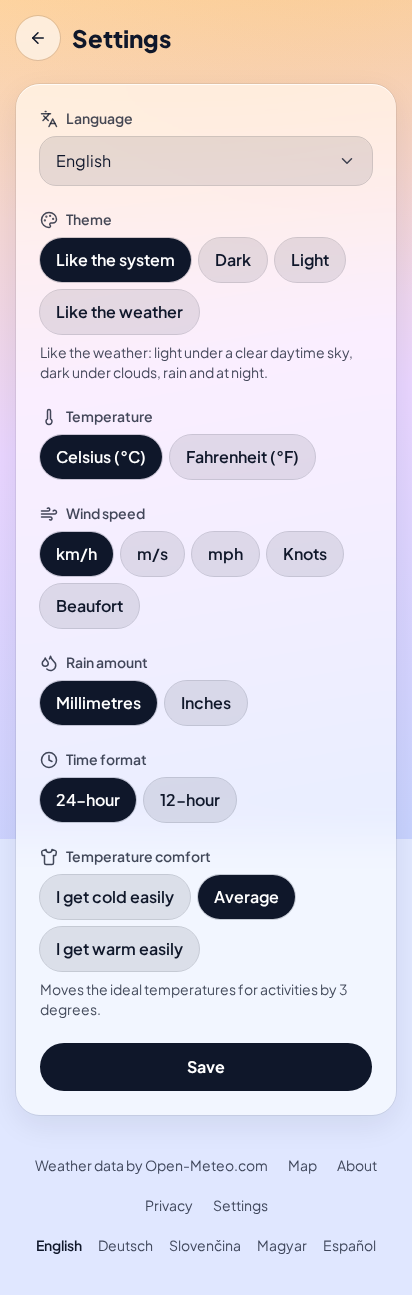 Settings
Language
English
Theme
Like the system Dark Light
Like the weather
Like the weather: light under a clear daytime sky,
dark under clouds, rain and at night.
Temperature
Celsius (°C) Fahrenheit (°F)
Wind speed
km/h m/s mph Knots
Beaufort
Rain amount
Millimetres Inches
Time format
24-hour 12-hour
Temperature comfort
I get cold easily Average
I get warm easily
Moves the ideal temperatures for activities by 3
degrees.
Save
Weather data by Open-Meteo.com Map About
Privacy Settings
English Deutsch Slovenčina Magyar Español